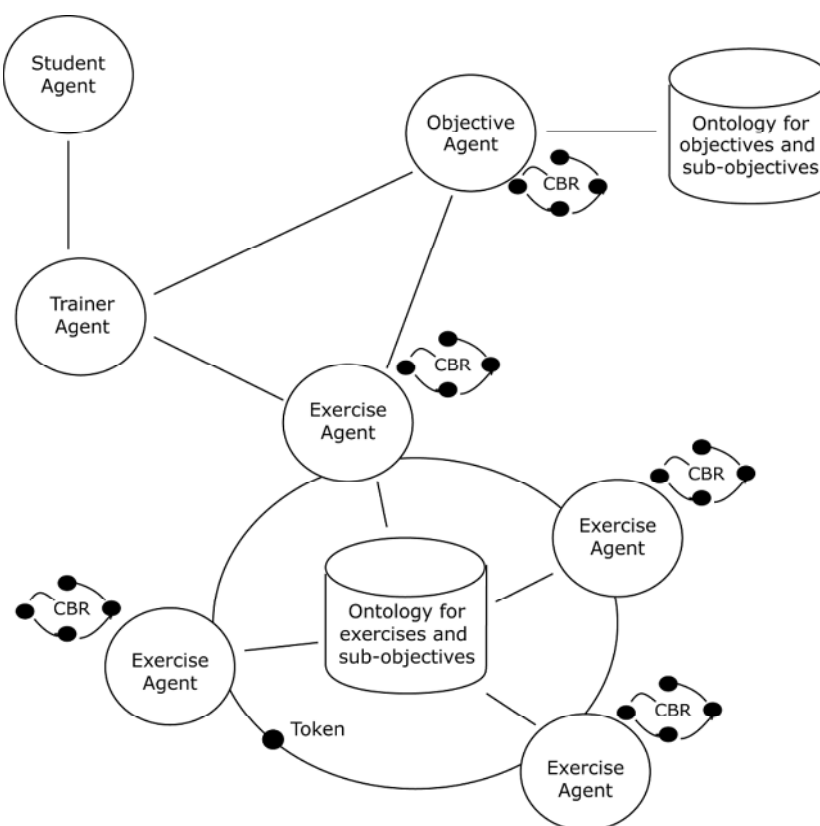 Student
Agent
Objective
Agent
Ontology for
objectives and
sub-objectives
CBR
Trainer
Agent
CBR
Exercise
Agent
CBR
Exercise
Agent
CBR
Ontology for
exercises and
sub-objectives
Exercise
Agent
CBR
Token
Exercise
Agent